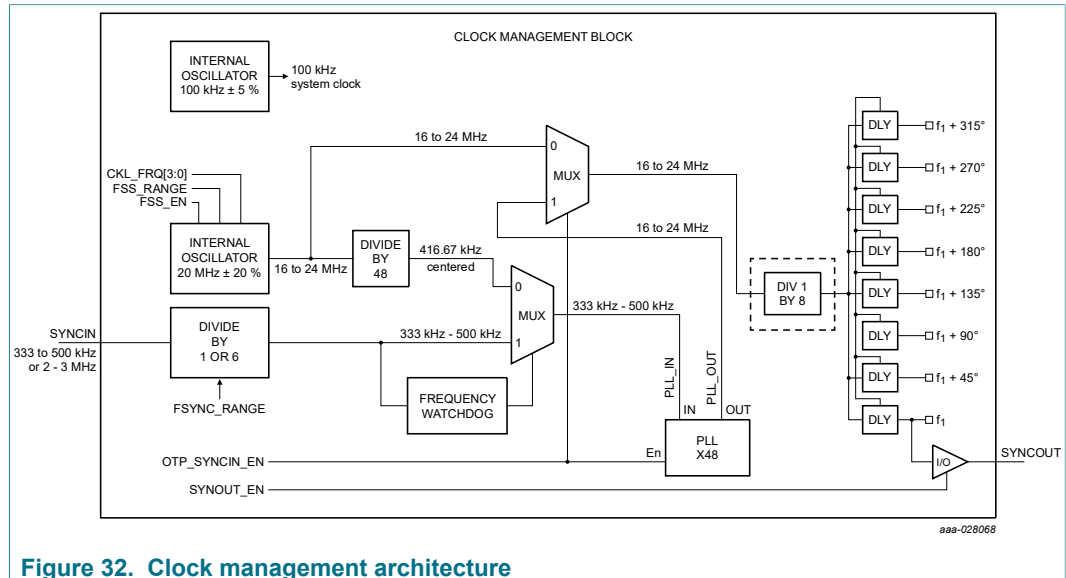 CLOCK MANAGEMENT BLOCK
INTERNAL
OSCILLATOR
100 kHz ± 5 %
100 kHz
system clock
CKL_FRQ[3:0]
FSS_RANGE
FSS_EN
INTERNAL
OSCILLATOR
20 MHz ± 20 %
16 to 24 MHz
16 to 24 MHz
DIVIDE
BY
48
416.67 kHz
centered
0
MUX
1
16 to 24 MHz
16 to 24 MHz
0
MUX
1
333 kHz - 500 kHz
SYNCIN
333 to 500 kHz
or 2 - 3 MHz
DIVIDE
BY
1 OR 6
FSYNC_RANGE
333 kHz - 500 kHz
FREQUENCY
WATCHDOG
PLL_IN
PLL_OUT
IN
OUT
En
PLL
X48
OTP_SYNCIN_EN
SYNOUT_EN
DIV 1
BY 8
DLY
f1 + 315°
DLY
f1 + 270°
DLY
f1 + 225°
DLY
f1 + 180°
DLY
f1 + 135°
DLY
f1 + 90°
DLY
f1 + 45°
DLY
f1
I/O
SYNCOUT
aaa-028068
Figure 32. Clock management architecture